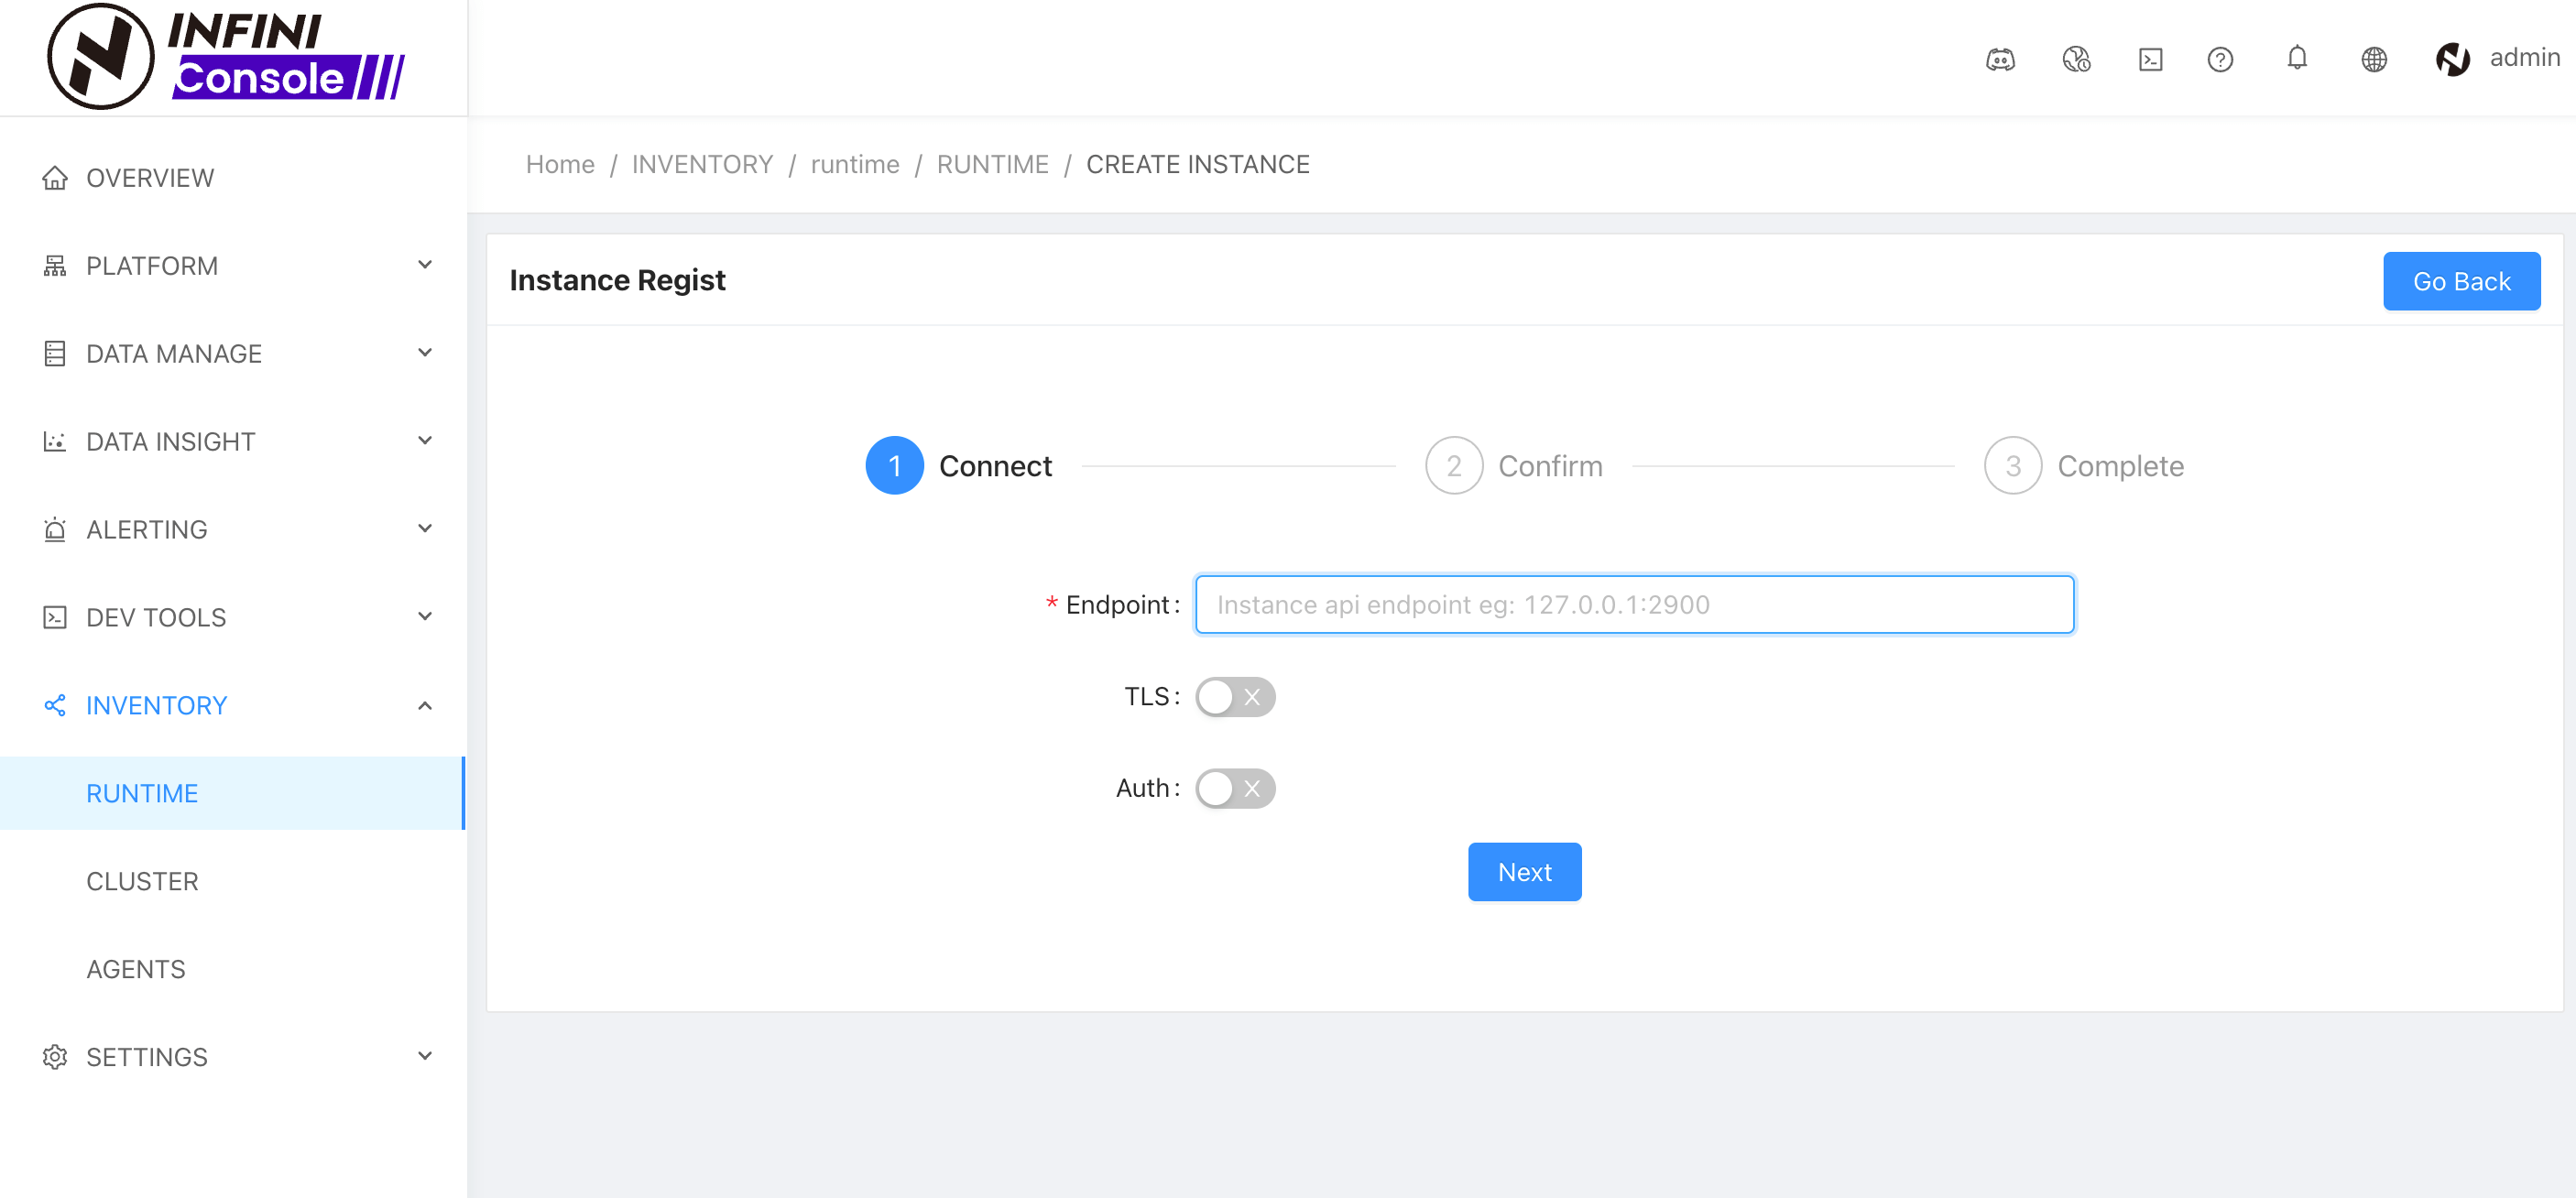 INFINI
Console
admin
OVERVIEW
PLATFORM
DATA MANAGE
DATA INSIGHT
ALERTING
DEV TOOLS
INVENTORY
RUNTIME
CLUSTER
AGENTS
SETTINGS
Home / INVENTORY / runtime / RUNTIME / CREATE INSTANCE
Instance Regist
Go Back
1 Connect
2 Confirm
3 Complete
* Endpoint: Instance api endpoint eg: 127.0.0.1:2900
TLS:
Auth:
Next